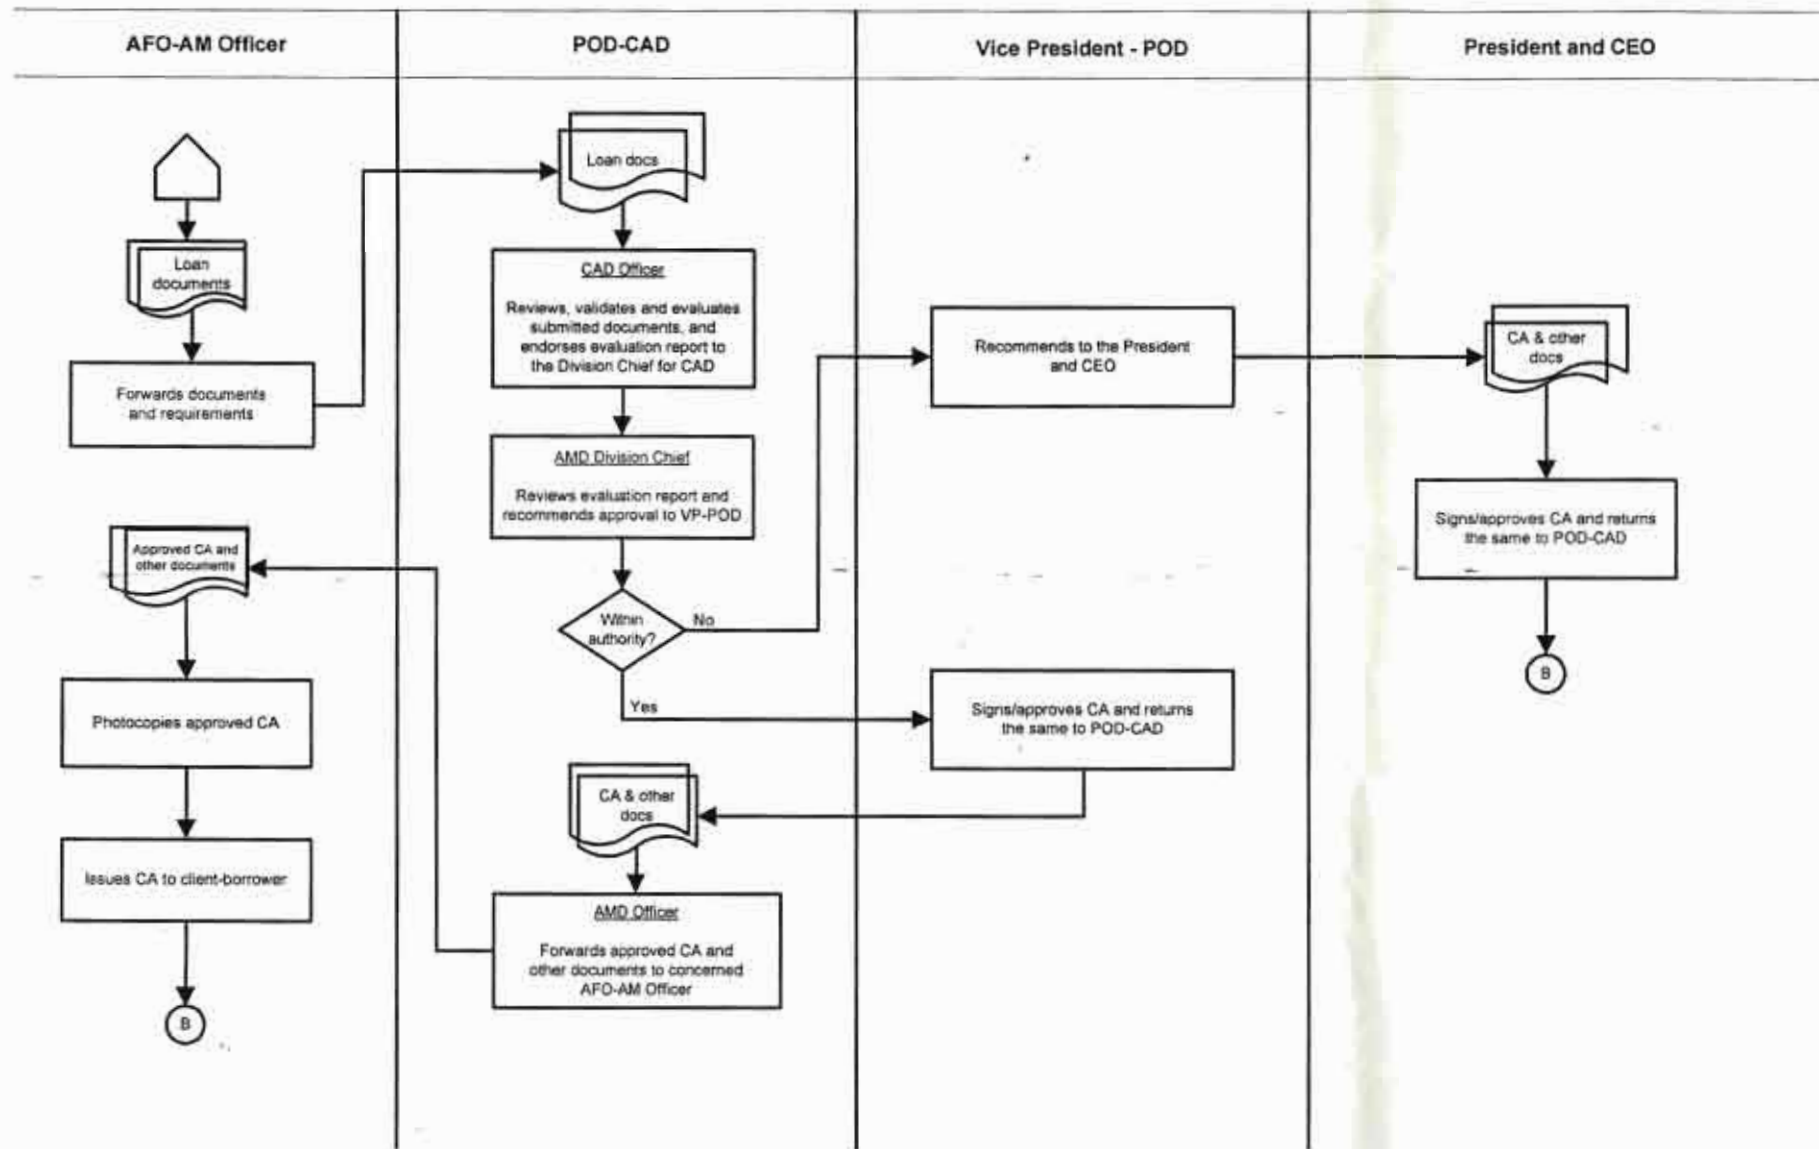 AFO-AM Officer
POD-CAD
Vice President - POD
President and CEO
Loan
documents
Forwards documents
and requirements
Approved CA and
other documents
Photocopies approved CA
Issues CA to client-borrower
B
Loan docs
CAD Officer
Reviews, validates and evaluates
submitted documents, and
endorses evaluation report to
the Division Chief for CAD
AMD Division Chief
Reviews evaluation report and
recommends approval to VP-POD
Within
authority?
No
Yes
CA & other
docs
AMD Officer
Forwards approved CA and
other documents to concerned
AFO-AM Officer
Recommends to the President
and CEO
Signs/approves CA and returns
the same to POD-CAD
CA & other
docs
Signs/approves CA and returns
the same to POD-CAD
B